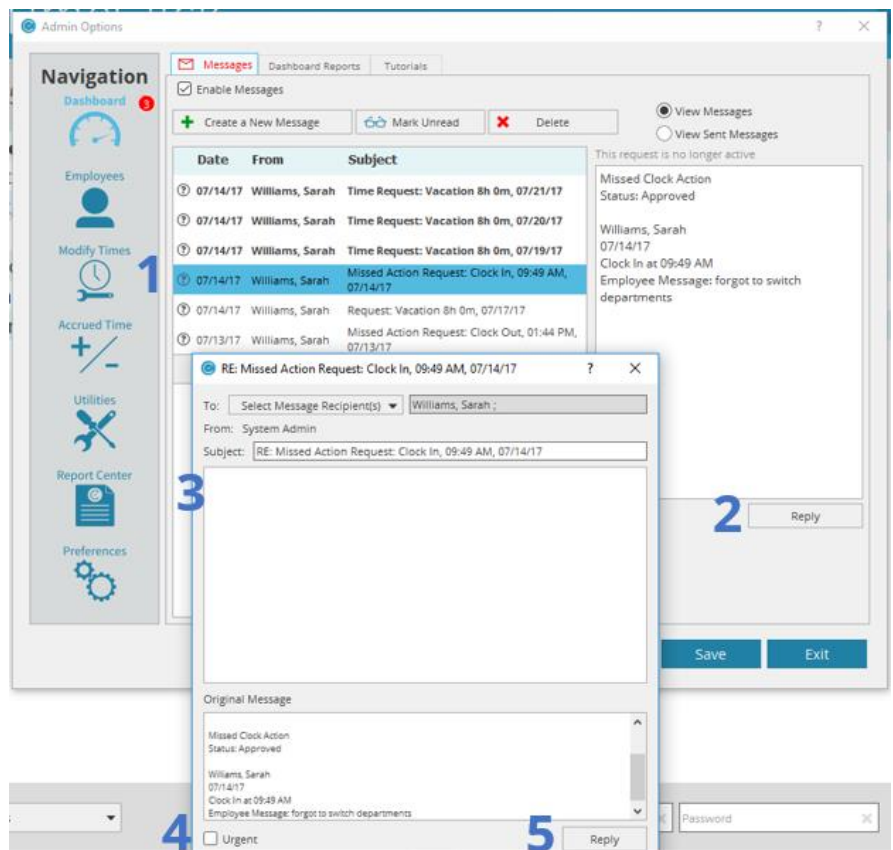 Admin Options
Navigation
Dashboard 3
Employees
Modify Times
Accrued Time
Utilities
Report Center
Preferences
Messages Dashboard Reports Tutorials
Enable Messages
Create a New Message Mark Unread Delete
View Messages
View Sent Messages
Date From Subject
07/14/17 Williams, Sarah Time Request: Vacation 8h 0m, 07/21/17
07/14/17 Williams, Sarah Time Request: Vacation 8h 0m, 07/20/17
07/14/17 Williams, Sarah Time Request: Vacation 8h 0m, 07/19/17
07/14/17 Williams, Sarah Missed Action Request: Clock In, 09:49 AM,
07/14/17
07/14/17 Williams, Sarah Request: Vacation 8h 0m, 07/17/17
07/13/17 Williams, Sarah Missed Action Request: Clock Out, 01:44 PM,
07/13/17
This request is no longer active
Missed Clock Action
Status: Approved
Williams, Sarah
07/14/17
Clock In at 09:49 AM
Employee Message: forgot to switch
departments
1
2
Reply
Save Exit
RE: Missed Action Request: Clock In, 09:49 AM, 07/14/17
To: Select Message Recipient(s) Williams, Sarah ;
From: System Admin
Subject: RE: Missed Action Request: Clock In, 09:49 AM, 07/14/17
3
Original Message
Missed Clock Action
Status: Approved
Williams, Sarah
07/14/17
Clock In at 09:49 AM
Employee Message: forgot to switch departments
4 Urgent
5 Reply
Password